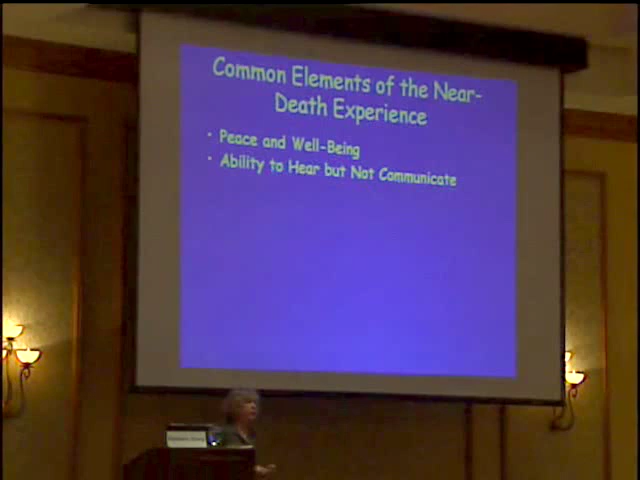 Common Elements of the Near-
Death Experience
· Peace and Well-Being
· Ability to Hear but Not Communicate